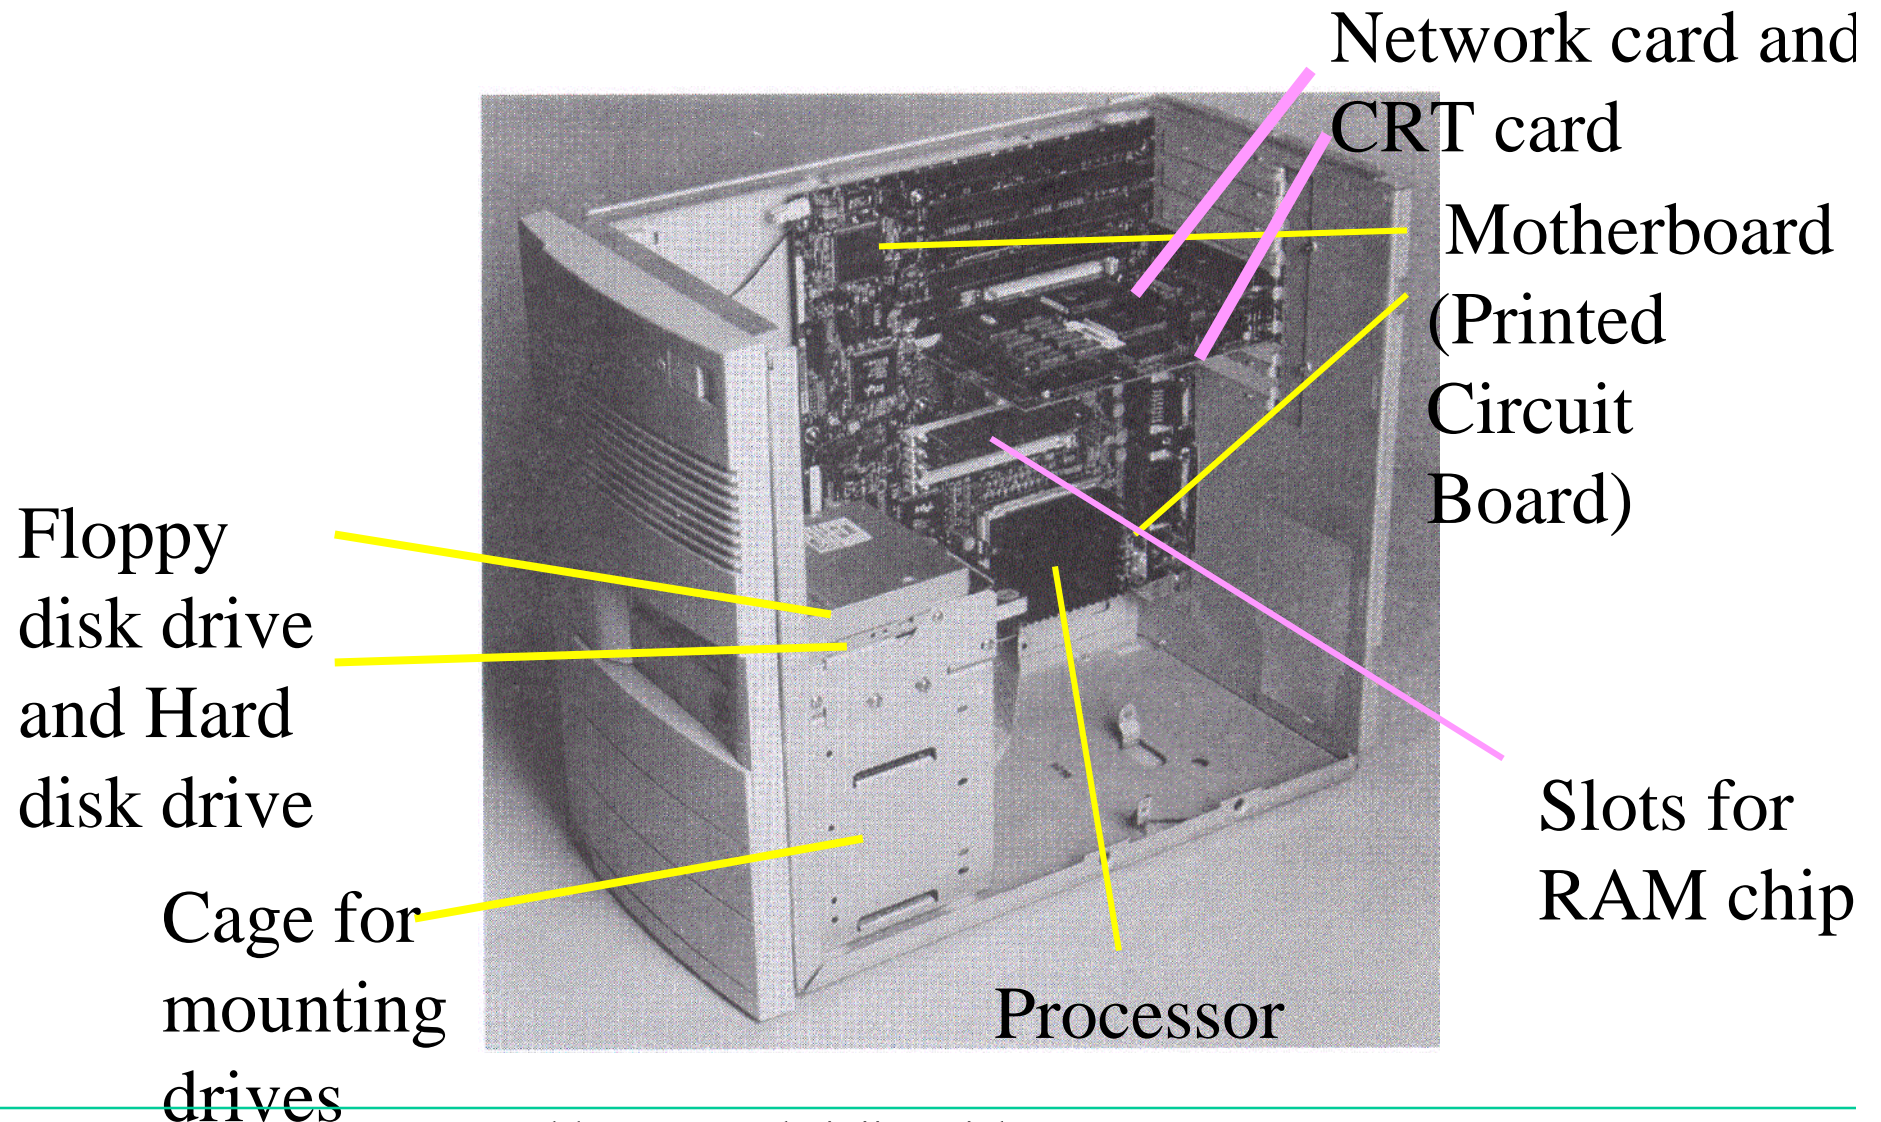 Network card and
CRT card
Motherboard
(Printed
Circuit
Board)
Floppy
disk drive
and Hard
disk drive
Slots for
RAM chip
Cage for
mounting
drives
Processor